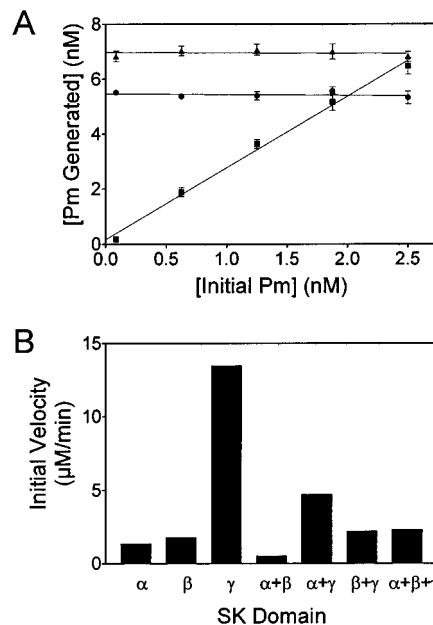 A
8
6
4
2
0
[Pm Generated] (nM)
0.0 0.5 1.0 1.5 2.0 2.5
[Initial Pm] (nM)
B
15
10
5
0
Initial Velocity
(µM/min)
α β γ α+β α+γ β+γ α+β+
SK Domain